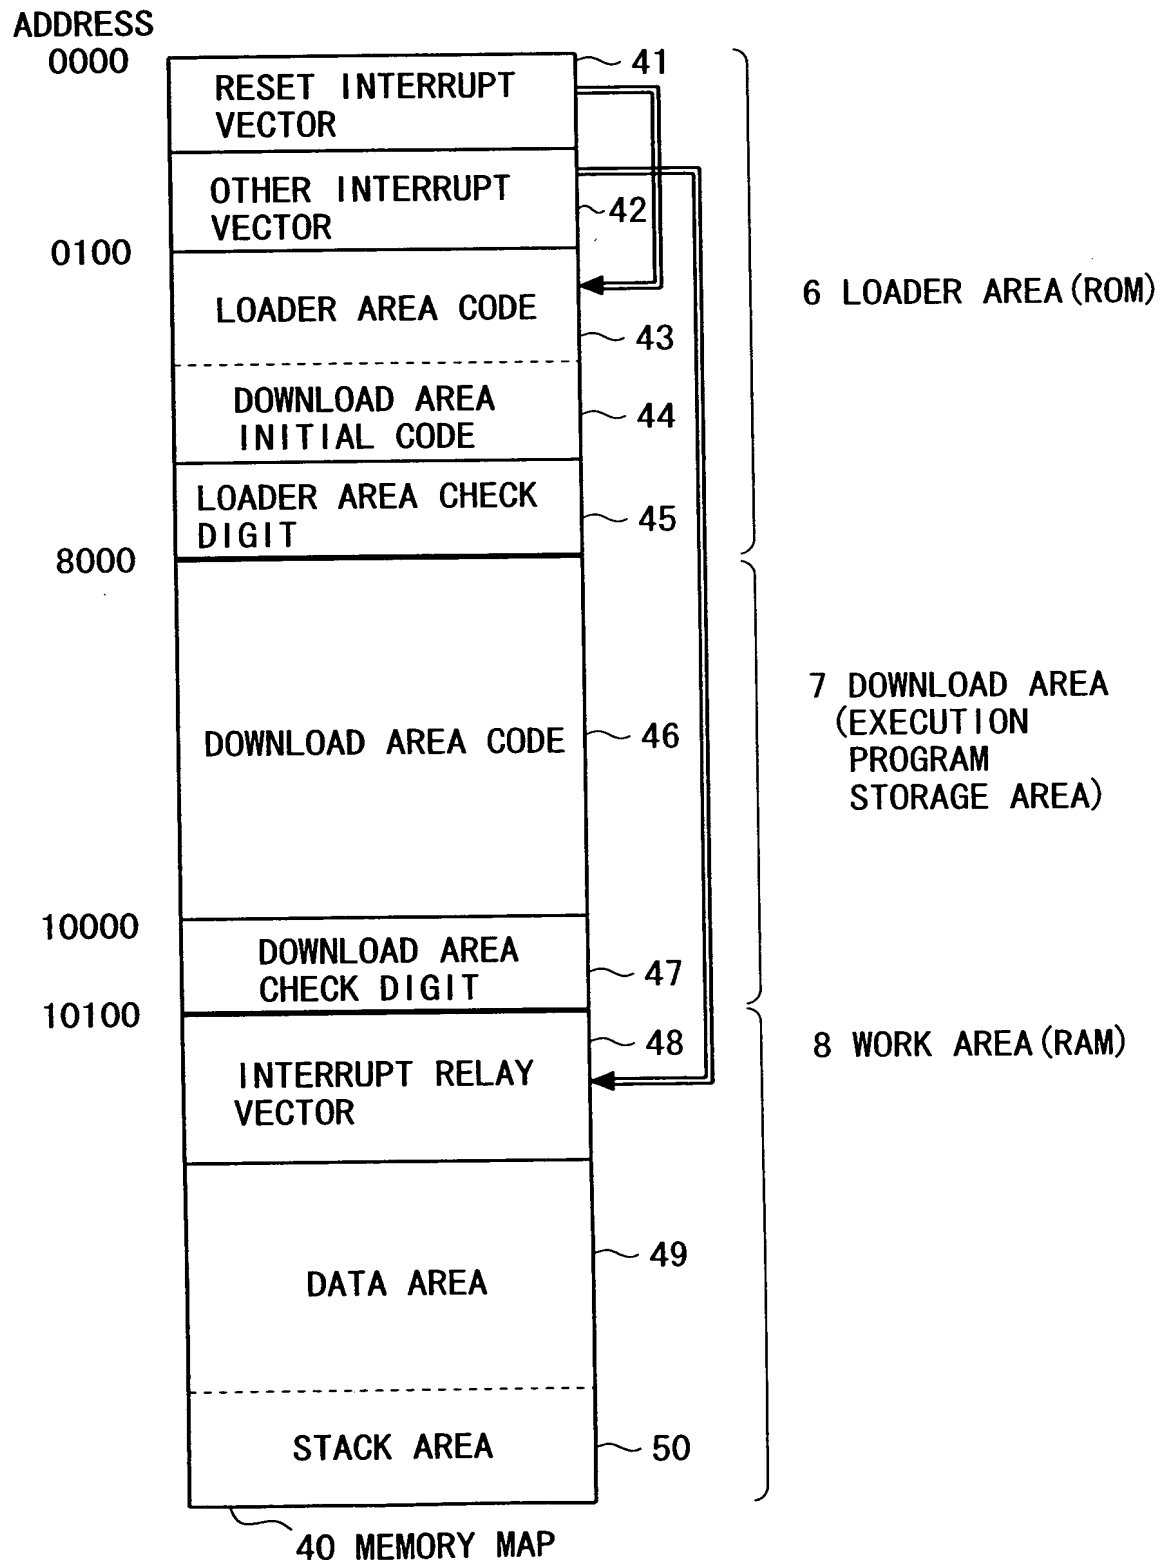 ADDRESS
0000
41
RESET INTERRUPT
VECTOR
OTHER INTERRUPT
VECTOR
42
0100
LOADER AREA CODE
43
6 LOADER AREA(ROM)
DOWNLOAD AREA
INITIAL CODE
44
LOADER AREA CHECK
DIGIT
45
8000
DOWNLOAD AREA CODE
46
7 DOWNLOAD AREA
(EXECUTION
PROGRAM
STORAGE AREA)
10000
DOWNLOAD AREA
CHECK DIGIT
47
10100
48
8 WORK AREA(RAM)
INTERRUPT RELAY
VECTOR
49
DATA AREA
STACK AREA
50
40 MEMORY MAP